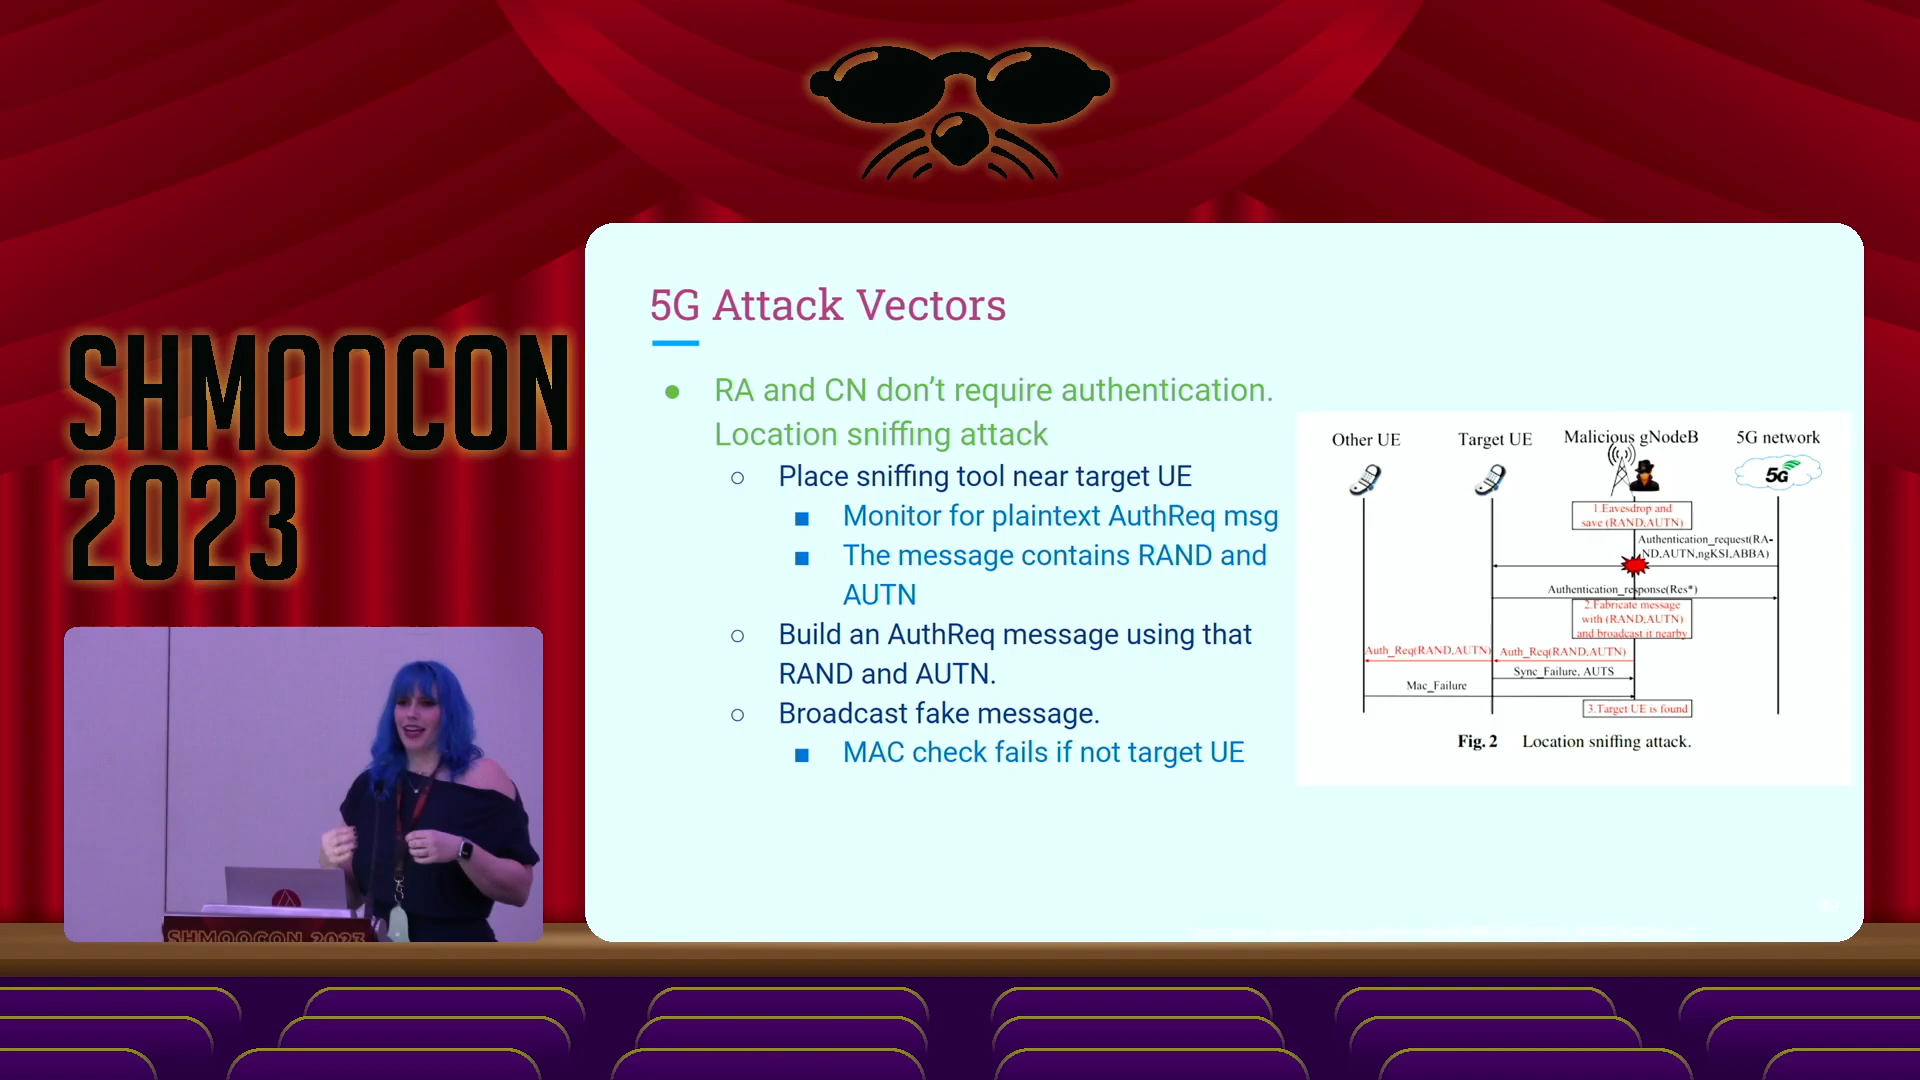 SHMOOCON
2023
5G Attack Vectors
● RA and CN don’t require authentication.
Location sniffing attack
○ Place sniffing tool near target UE
■ Monitor for plaintext AuthReq msg
■ The message contains RAND and
AUTN
○ Build an AuthReq message using that
RAND and AUTN.
○ Broadcast fake message.
■ MAC check fails if not target UE
Other UE Target UE Malicious gNodeB 5G network
5G
1.Eavesdrop and
save (RAND,AUTN)
Authentication_request(RA-
ND,AUTN,ngKSI,ABBA)
Authentication_response(Res*)
2.Fabricate message
with (RAND,AUTN)
and broadcast it nearby
Auth_Req(RAND,AUTN) Auth_Req(RAND,AUTN)
Sync_Failure, AUTS
Mac_Failure
3.Target UE is found
Fig. 2 Location sniffing attack.
SHMOOCON 2023